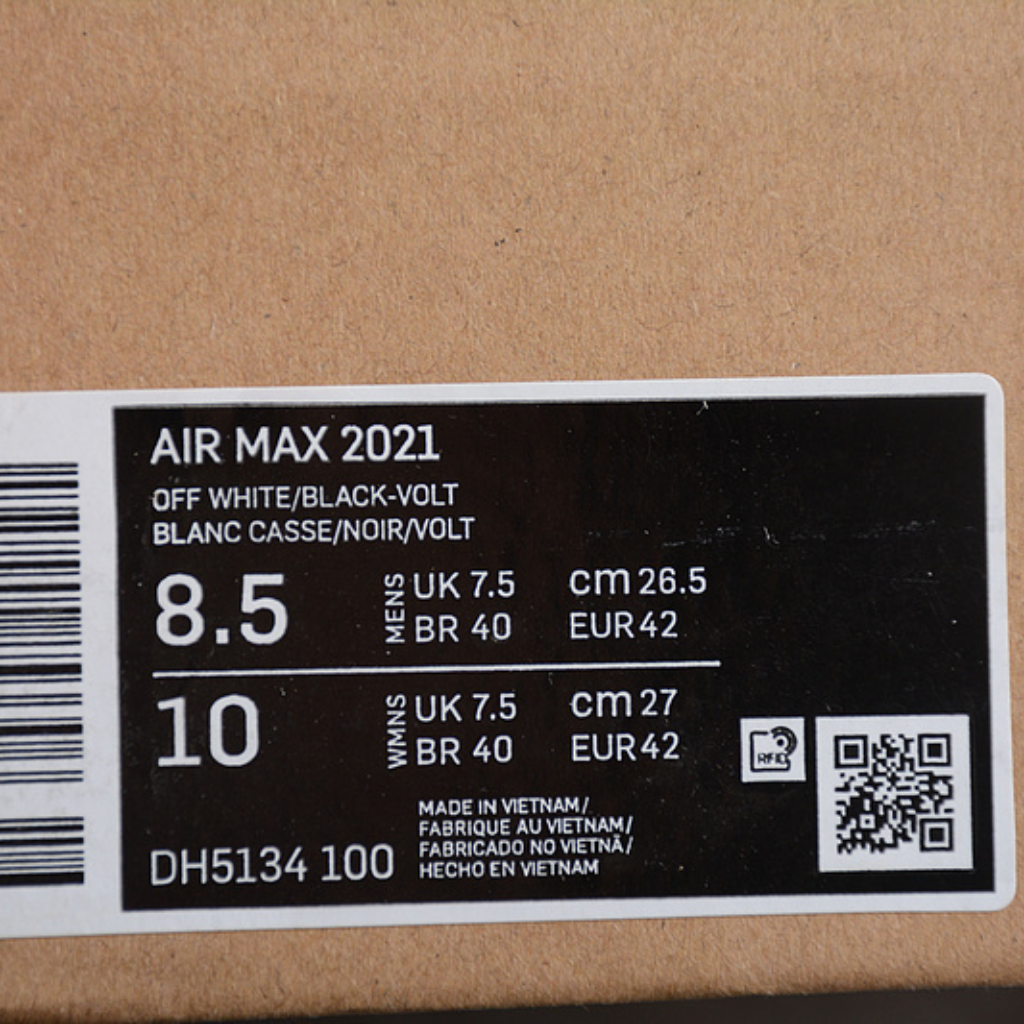 AIR MAX 2021
OFF WHITE/BLACK-VOLT
BLANC CASSE/NOIR/VOLT
8.5 MENS UK 7.5 cm 26.5
BR 40 EUR 42
10 WMNS UK 7.5 cm 27
BR 40 EUR 42
RFID
MADE IN VIETNAM/
FABRIQUE AU VIETNAM/
FABRICADO NO VIETNÃ/
HECHO EN VIETNAM
DH5134 100